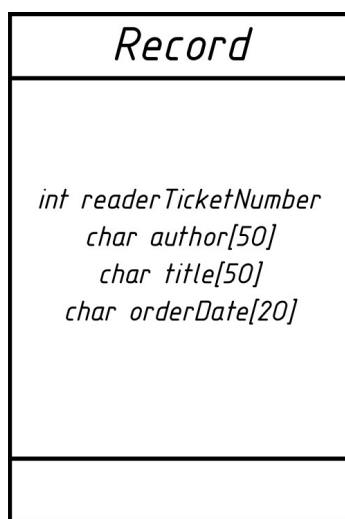 Record
int readerTicketNumber
char author[50]
char title[50]
char orderDate[20]